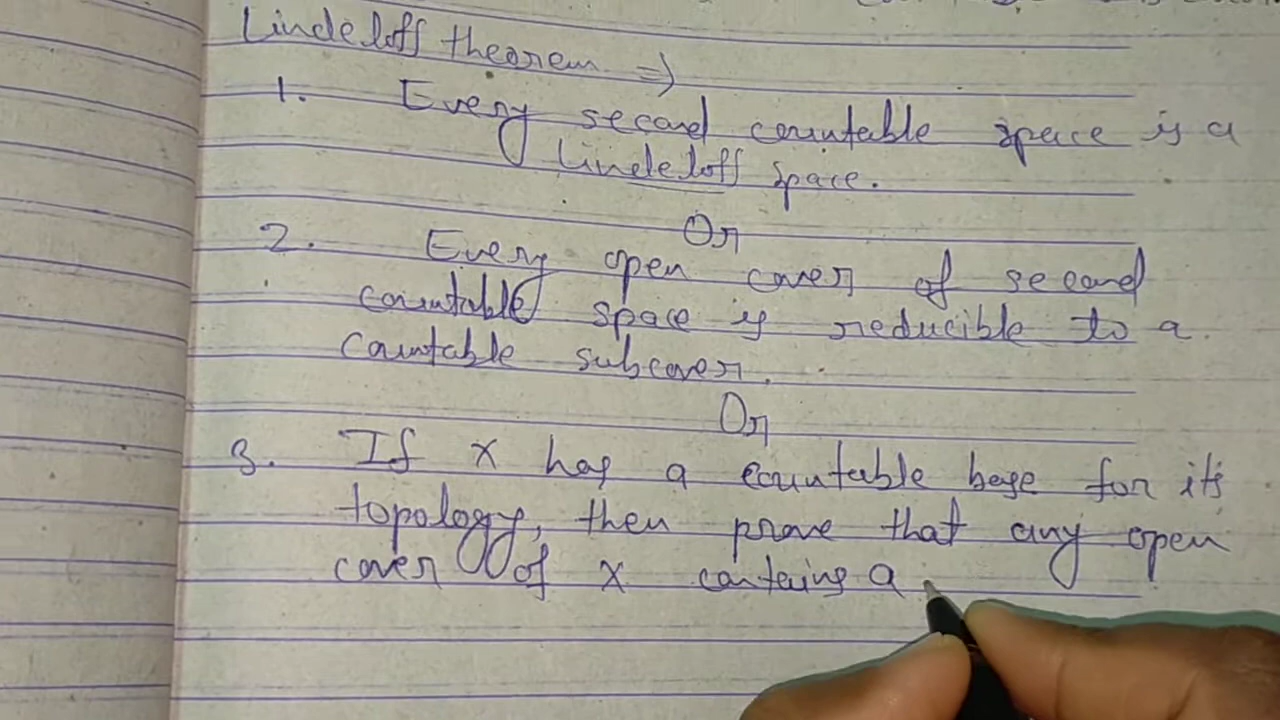 Lindeloff theorem ⇒
1. Every second countable space is a
Lindeloff space.
Or
2. Every open cover of second
countable space is reducible to a
countable subcover.
Or
3. If X has a countable base for it's
topology, then prove that any open
cover of X contains a